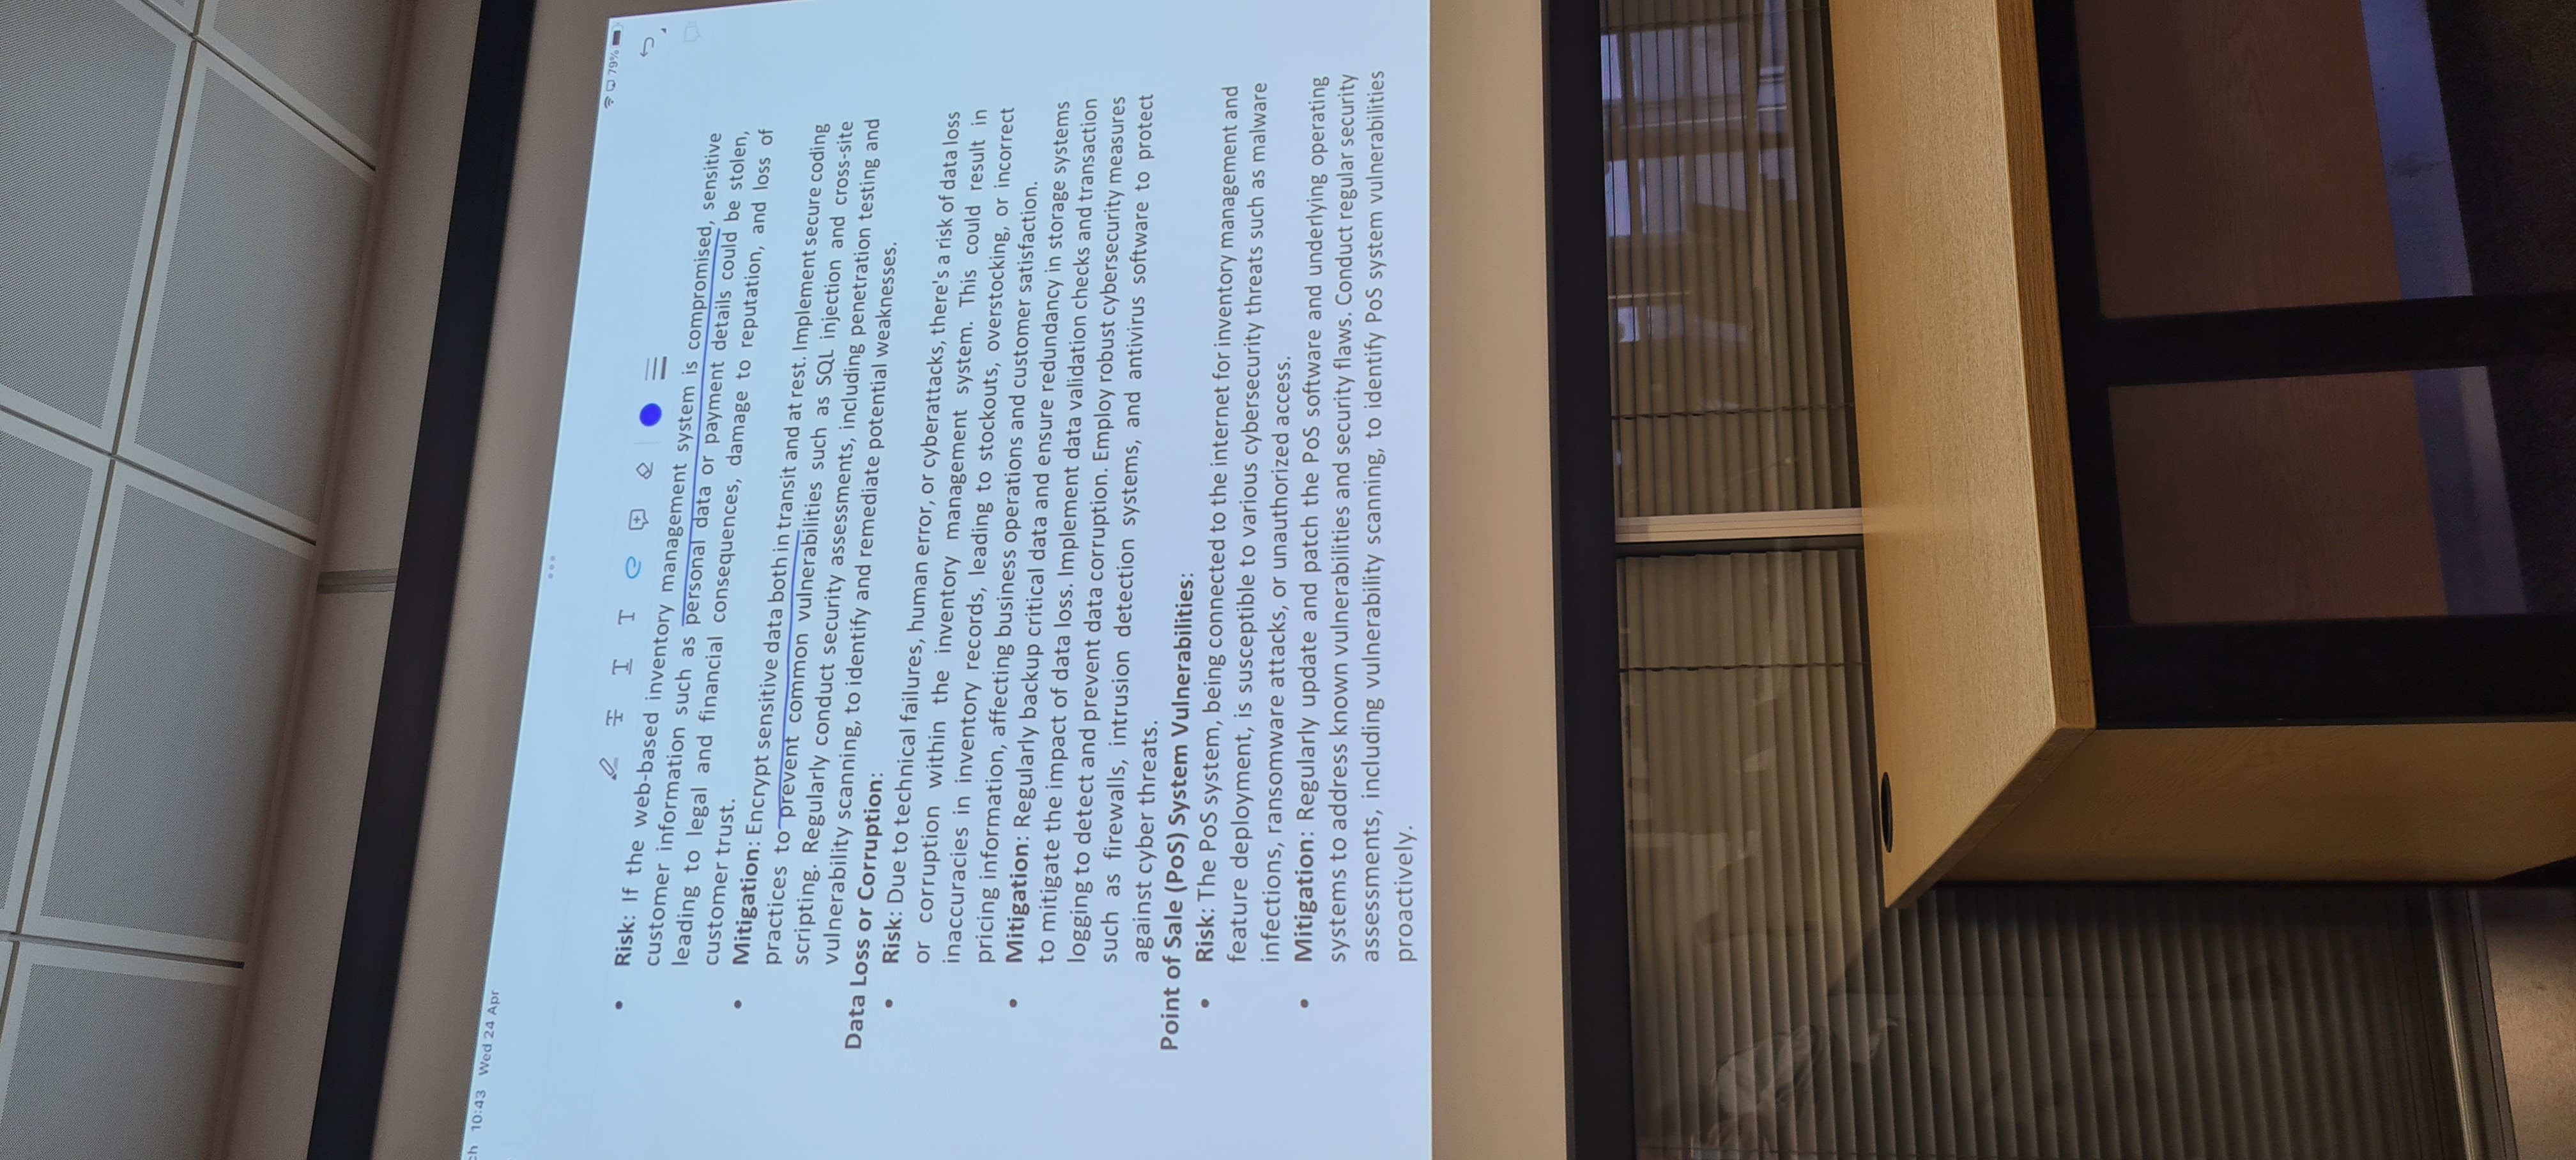 ch 10:43 Wed 24 Apr
79%
• Risk: If the web-based inventory management system is compromised, sensitive
customer information such as personal data or payment details could be stolen,
leading to legal and financial consequences, damage to reputation, and loss of
customer trust.
• Mitigation: Encrypt sensitive data both in transit and at rest. Implement secure coding
practices to prevent common vulnerabilities such as SQL injection and cross-site
scripting. Regularly conduct security assessments, including penetration testing and
vulnerability scanning, to identify and remediate potential weaknesses.
Data Loss or Corruption:
• Risk: Due to technical failures, human error, or cyberattacks, there's a risk of data loss
or corruption within the inventory management system. This could result in
inaccuracies in inventory records, leading to stockouts, overstocking, or incorrect
pricing information, affecting business operations and customer satisfaction.
• Mitigation: Regularly backup critical data and ensure redundancy in storage systems
to mitigate the impact of data loss. Implement data validation checks and transaction
logging to detect and prevent data corruption. Employ robust cybersecurity measures
such as firewalls, intrusion detection systems, and antivirus software to protect
against cyber threats.
Point of Sale (PoS) System Vulnerabilities:
• Risk: The PoS system, being connected to the internet for inventory management and
feature deployment, is susceptible to various cybersecurity threats such as malware
infections, ransomware attacks, or unauthorized access.
• Mitigation: Regularly update and patch the PoS software and underlying operating
systems to address known vulnerabilities and security flaws. Conduct regular security
assessments, including vulnerability scanning, to identify PoS system vulnerabilities
proactively.